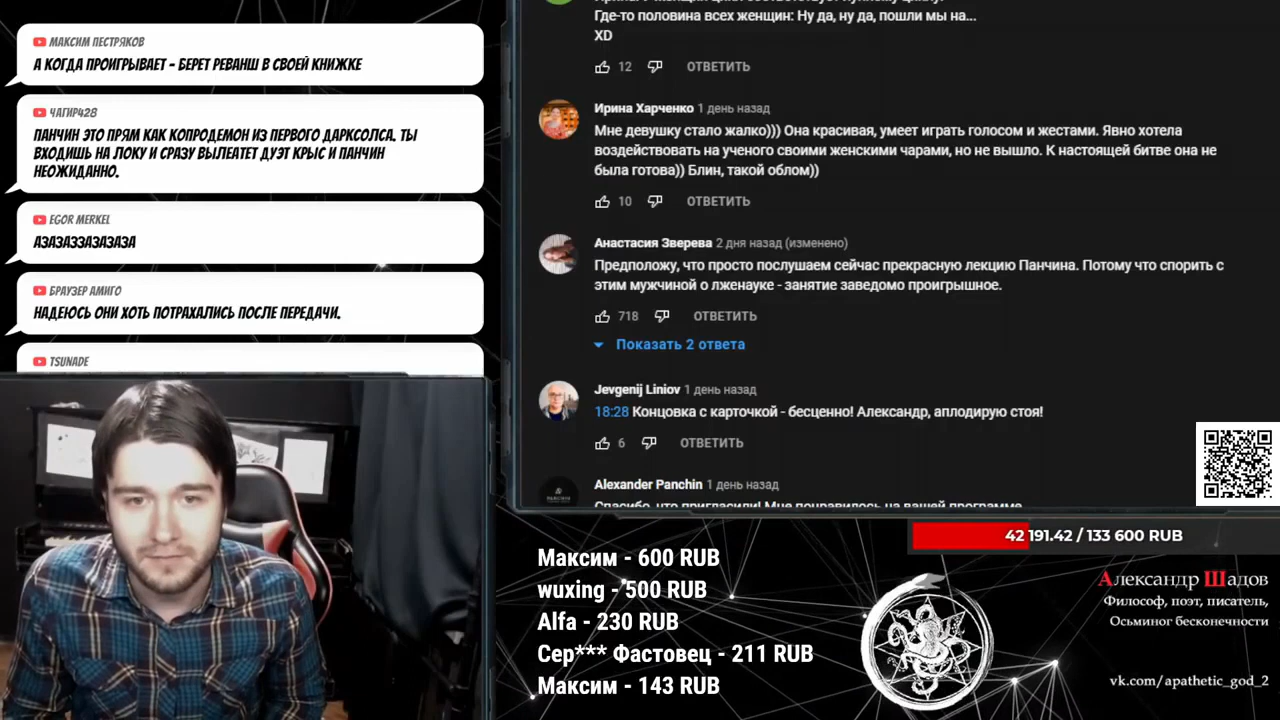 МАКСИМ ПЕСТРЯКОВ
А КОГДА ПРОИГРЫВАЕТ - БЕРЕТ РЕВАНШ В СВОЕЙ КНИЖКЕ
ЧАГИР428
ПАНЧИН ЭТО ПРЯМ КАК КОПРОДЕМОН ИЗ ПЕРВОГО ДАРКСОЛСА. ТЫ
ВХОДИШЬ НА ЛОКУ И СРАЗУ ВЫЛЕАТЕТ ДУЭТ КРЫС И ПАНЧИН
НЕОЖИДАННО.
EGOR MERKEL
АЗАЗАЗЗАЗАЗАЗА
БРАУЗЕР АМИГО
НАДЕЮСЬ ОНИ ХОТЬ ПОТРАХАЛИСЬ ПОСЛЕ ПЕРЕДАЧИ.
TSUNADE
Где-то половина всех женщин: Ну да, ну да, пошли мы на...
XD
12 ОТВЕТИТЬ
Ирина Харченко 1 день назад
Мне девушку стало жалко))) Она красивая, умеет играть голосом и жестами. Явно хотела
воздействовать на ученого своими женскими чарами, но не вышло. К настоящей битве она не
была готова)) Блин, такой облом))
10 ОТВЕТИТЬ
Анастасия Зверева 2 дня назад (изменено)
Предположу, что просто послушаем сейчас прекрасную лекцию Панчина. Потому что спорить с
этим мужчиной о лженауке - занятие заведомо проигрышное.
718 ОТВЕТИТЬ
Показать 2 ответа
Jevgenij Liniov 1 день назад
18:28 Концовка с карточкой - бесценно! Александр, аплодирую стоя!
6 ОТВЕТИТЬ
Alexander Panchin 1 день назад
Спасибо, что пригласили! Мне понравилось на вашей программе
42 191.42 / 133 600 RUB
Максим - 600 RUB
wuxing - 500 RUB
Alfa - 230 RUB
Сер*** Фастовец - 211 RUB
Максим - 143 RUB
Александр Шадов
Философ, поэт, писатель,
Осьминог бесконечности
vk.com/apathetic_god_2